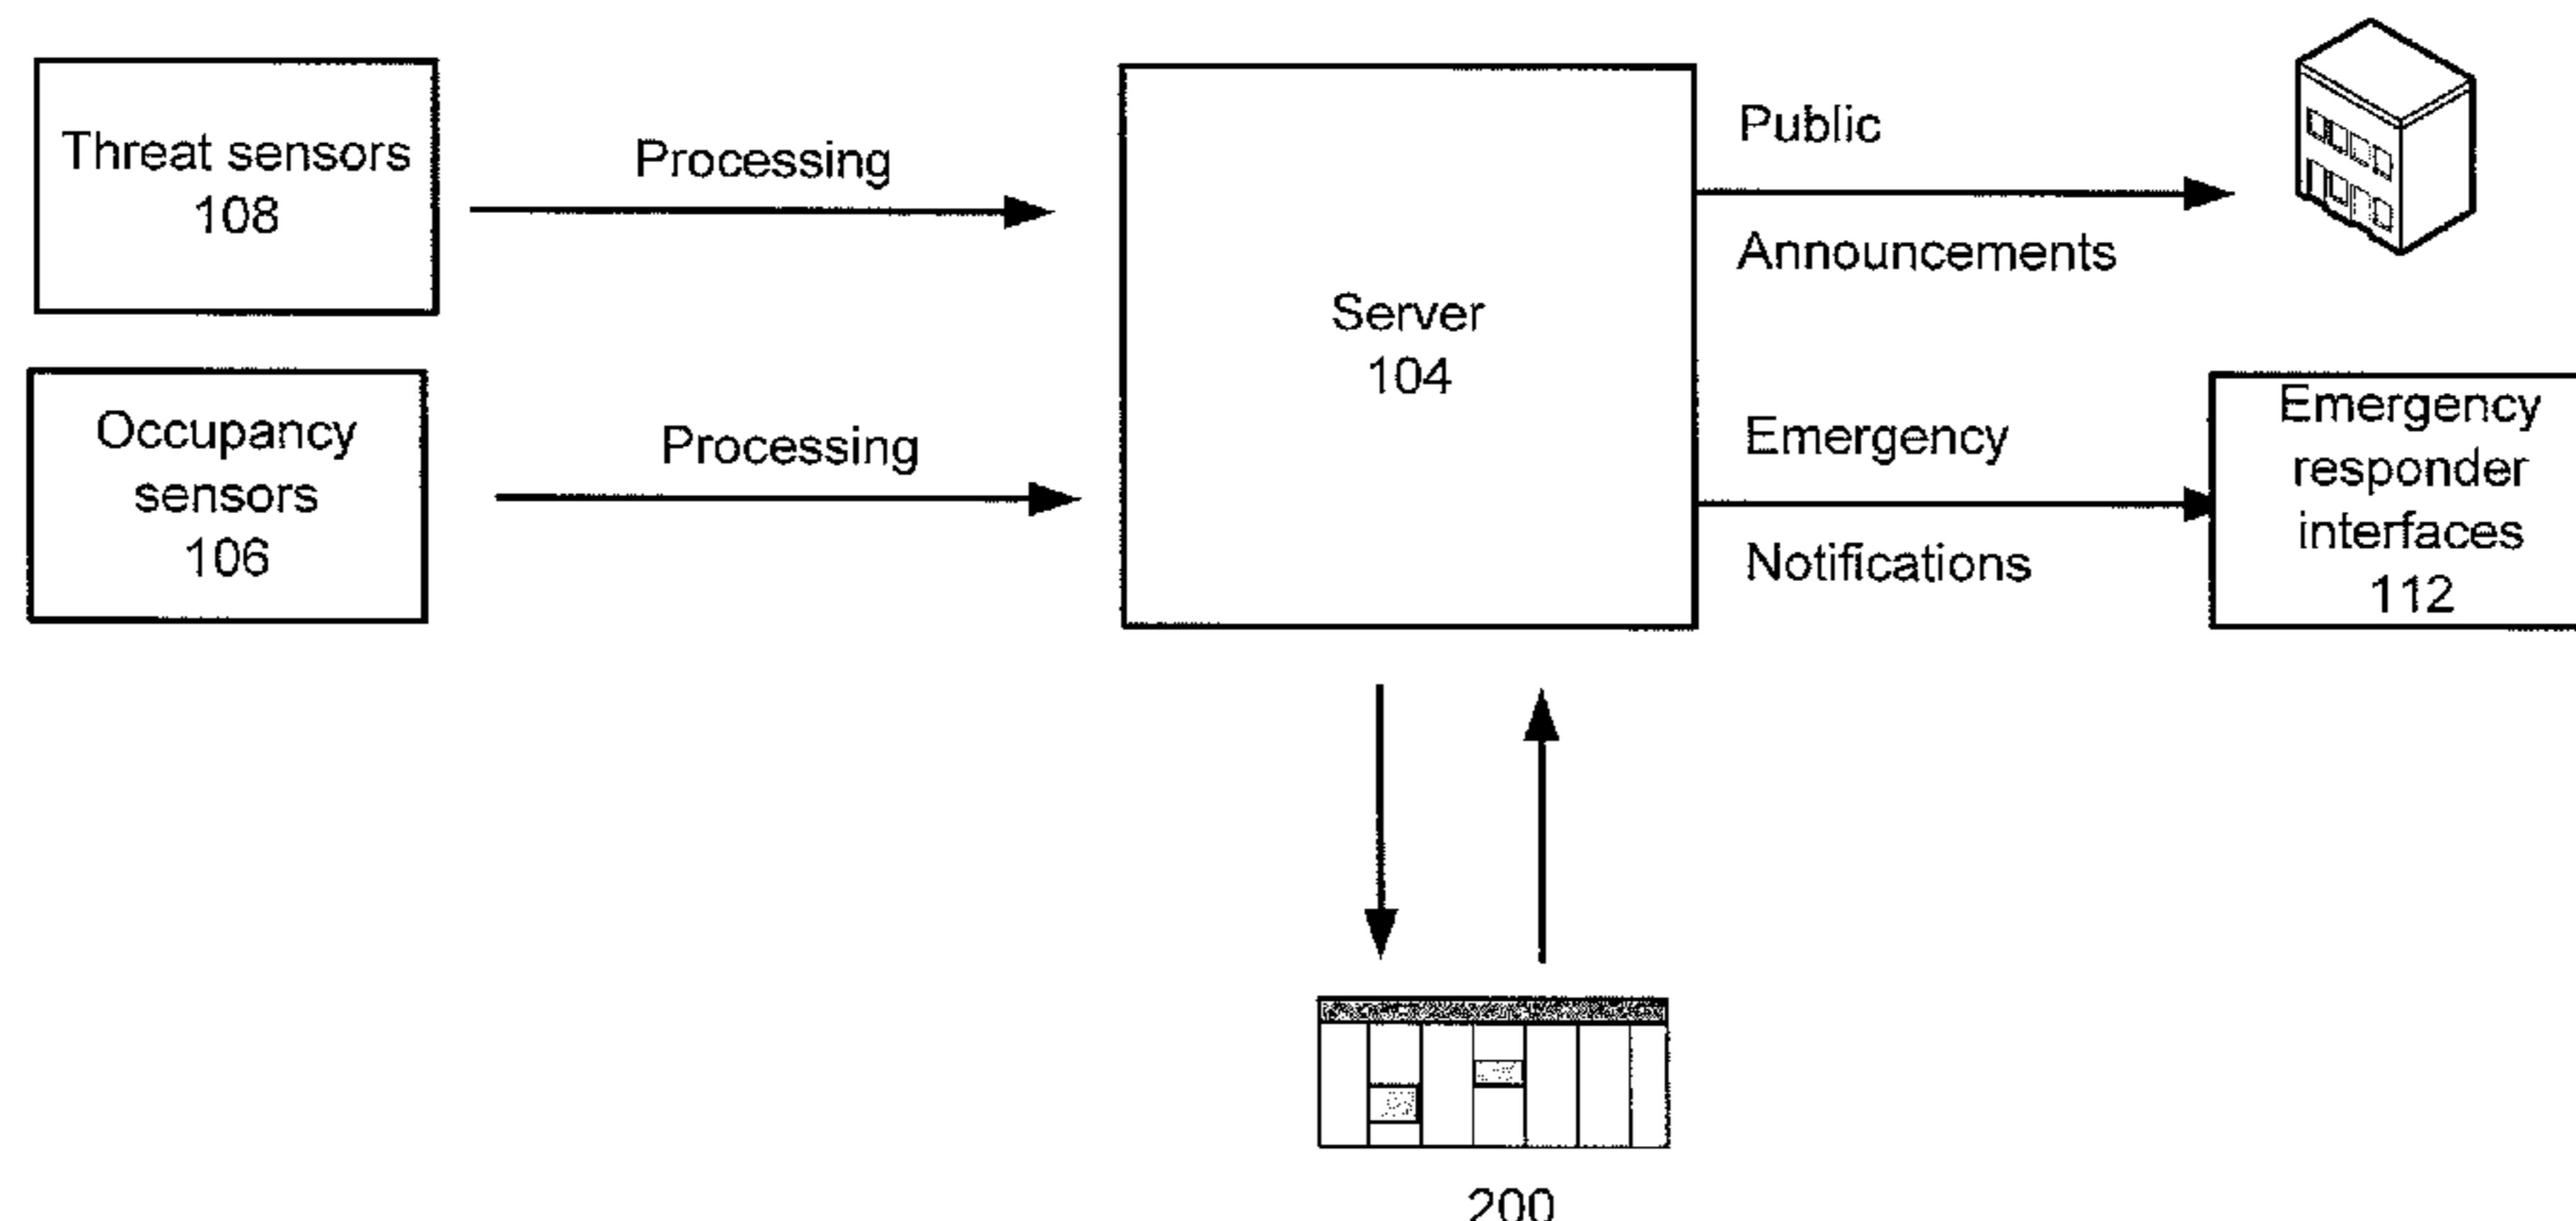 Threat sensors
108
Processing
Occupancy
sensors
106
Processing
Server
104
Public
Announcements
Emergency
Notifications
Emergency
responder
interfaces
112
200